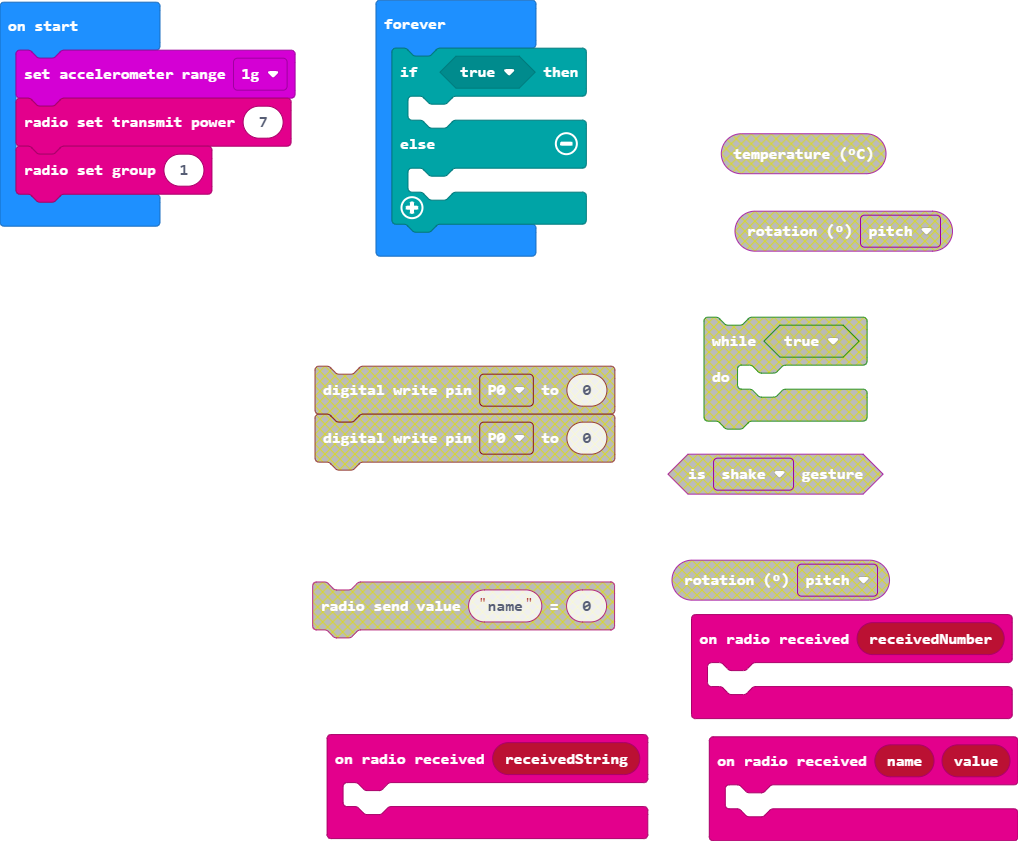 on start
set accelerometer range 1g
radio set transmit power 7
radio set group 1
forever
if true then
else
temperature (ºC)
rotation (º) pitch
while true
do
digital write pin P0 to 0
digital write pin P0 to 0
is shake gesture
radio send value "name" = 0
rotation (º) pitch
on radio received receivedNumber
on radio received receivedString
on radio received name value